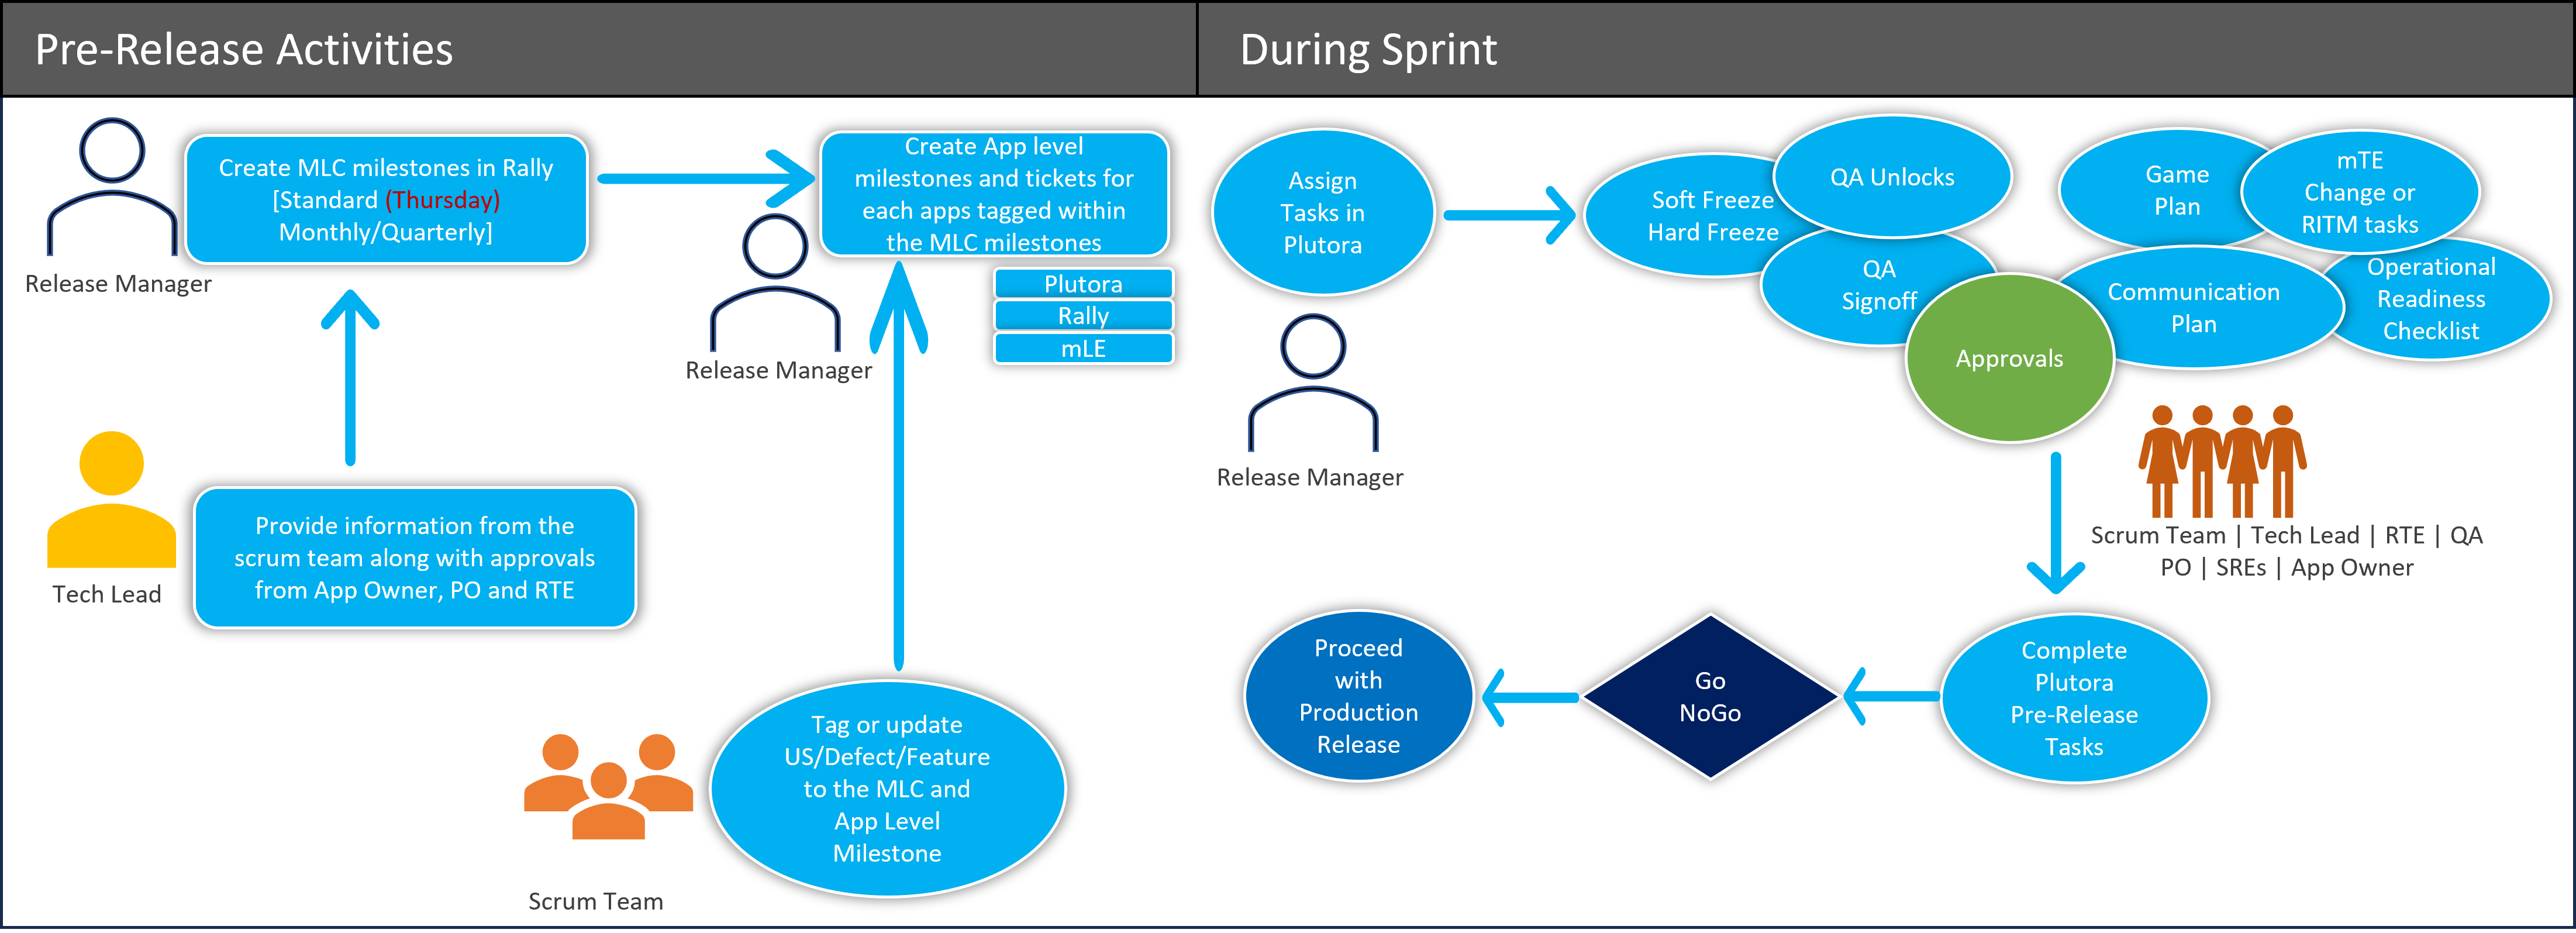 Pre-Release Activities
During Sprint
Release Manager
Create MLC milestones in Rally
[Standard (Thursday)
Monthly/Quarterly]
Create App level
milestones and tickets for
each apps tagged within
the MLC milestones
Plutora
Rally
mLE
Release Manager
Tech Lead
Provide information from the
scrum team along with approvals
from App Owner, PO and RTE
Scrum Team
Tag or update
US/Defect/Feature
to the MLC and
App Level
Milestone
Assign
Tasks in
Plutora
Release Manager
Soft Freeze
Hard Freeze
QA Unlocks
QA
Signoff
Approvals
Game
Plan
mTE
Change or
RITM tasks
Communication
Plan
Operational
Readiness
Checklist
Scrum Team | Tech Lead | RTE | QA
PO | SREs | App Owner
Complete
Plutora
Pre-Release
Tasks
Go
NoGo
Proceed
with
Production
Release